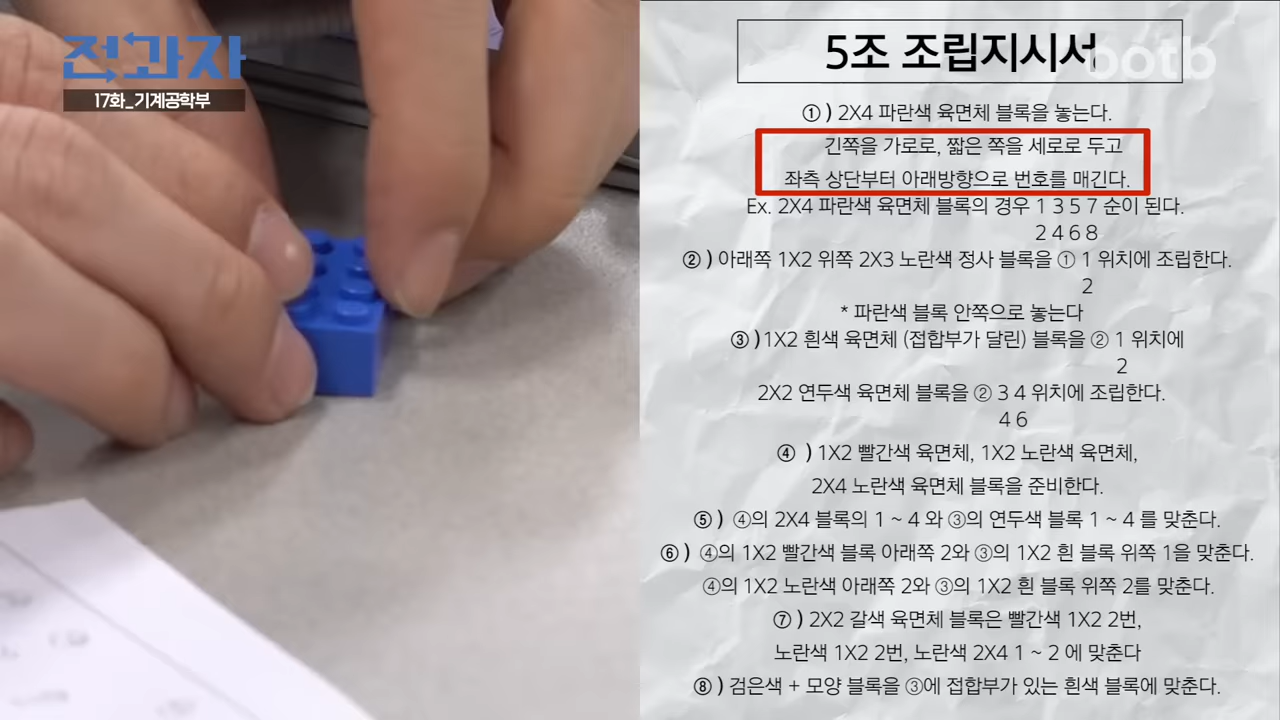 전과자
17화_기계공학부
botb
5조 조립지시서
① ) 2X4 파란색 육면체 블록을 놓는다.
긴쪽을 가로로, 짧은 쪽을 세로로 두고
좌측 상단부터 아래방향으로 번호를 매긴다.
Ex. 2X4 파란색 육면체 블록의 경우 1 3 5 7 순이 된다.
2 4 6 8
② ) 아래쪽 1X2 위쪽 2X3 노란색 정사 블록을 ① 1 위치에 조립한다.
2
* 파란색 블록 안쪽으로 놓는다
③ ) 1X2 흰색 육면체 (접합부가 달린) 블록을 ② 1 위치에
2
2X2 연두색 육면체 블록을 ② 3 4 위치에 조립한다.
4 6
④ ) 1X2 빨간색 육면체, 1X2 노란색 육면체,
2X4 노란색 육면체 블록을 준비한다.
⑤ ) ④의 2X4 블록의 1 ~ 4 와 ③의 연두색 블록 1 ~ 4 를 맞춘다.
⑥ ) ④의 1X2 빨간색 블록 아래쪽 2와 ③의 1X2 흰 블록 위쪽 1을 맞춘다.
④의 1X2 노란색 아래쪽 2와 ③의 1X2 흰 블록 위쪽 2를 맞춘다.
⑦ ) 2X2 갈색 육면체 블록은 빨간색 1X2 2번,
노란색 1X2 2번, 노란색 2X4 1 ~ 2 에 맞춘다
⑧ ) 검은색 + 모양 블록을 ③에 접합부가 있는 흰색 블록에 맞춘다.